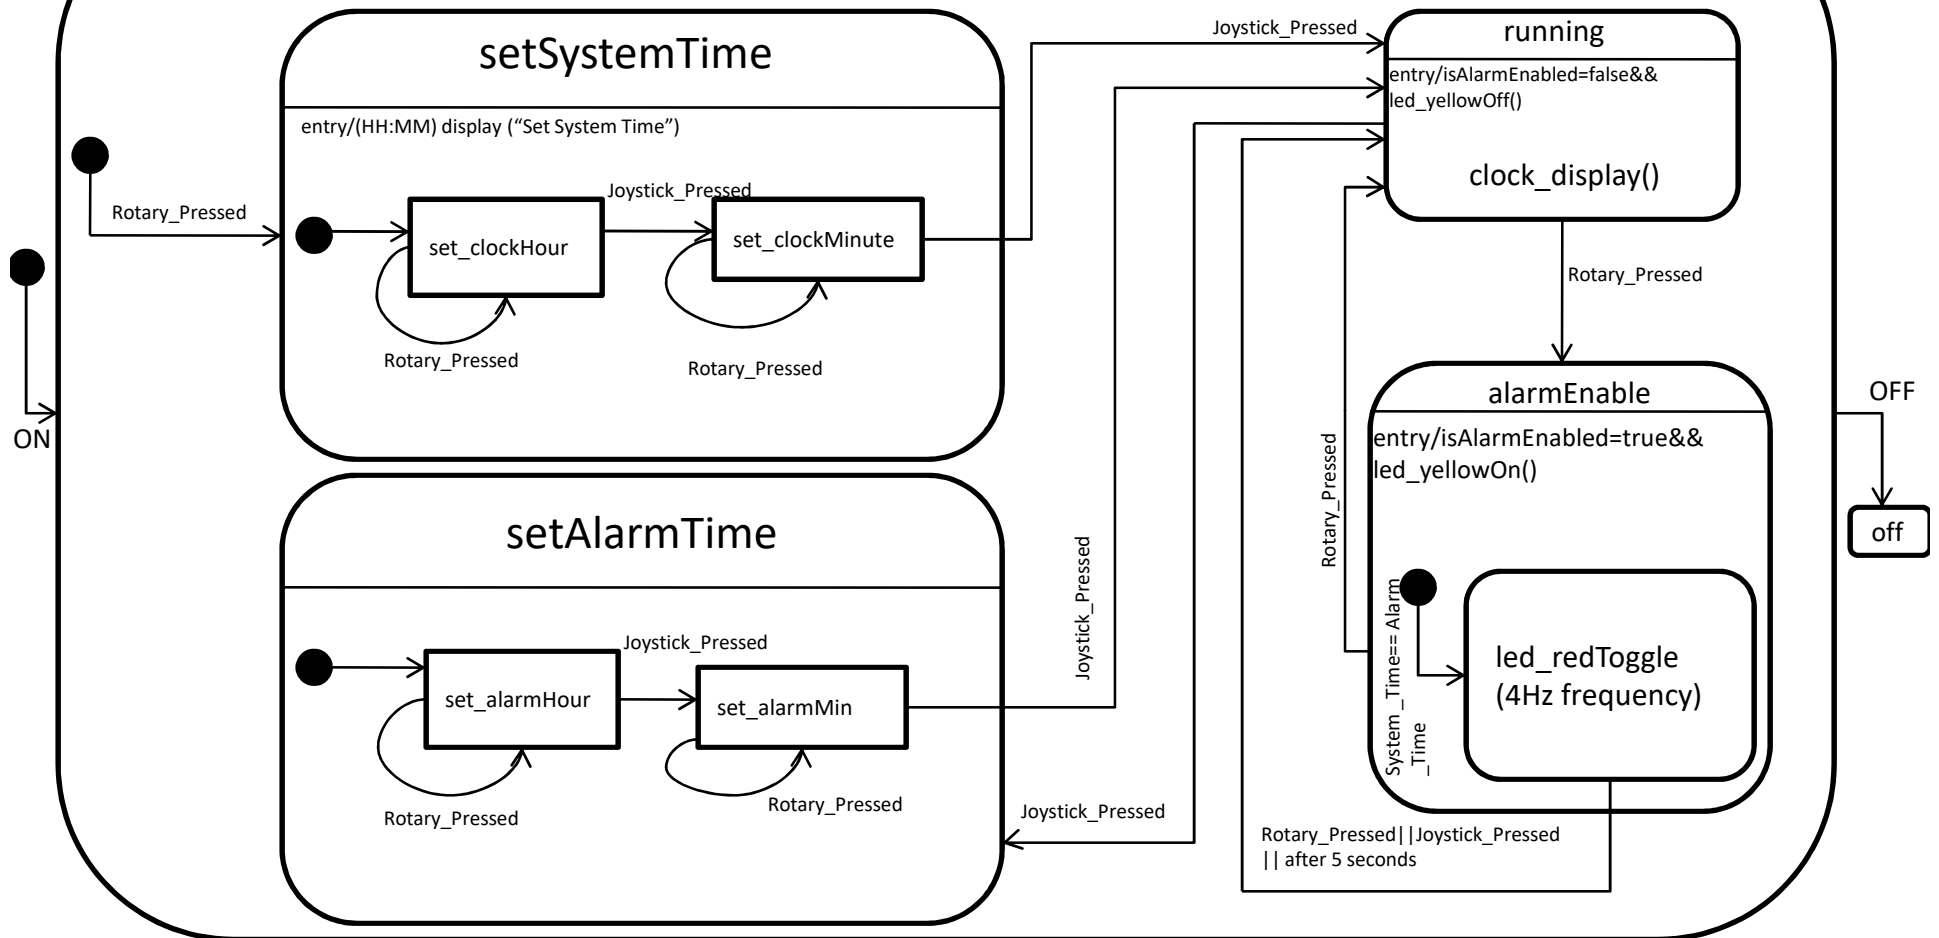 setSystemTime
entry/(HH:MM) display (“Set System Time”)
Rotary_Pressed
Joystick_Pressed
set_clockHour
set_clockMinute
Rotary_Pressed
Rotary_Pressed
ON
setAlarmTime
Joystick_Pressed
set_alarmHour
set_alarmMin
Rotary_Pressed
Rotary_Pressed
Joystick_Pressed
Joystick_Pressed
Joystick_Pressed
running
entry/isAlarmEnabled=false&&
led_yellowOff()
clock_display()
Rotary_Pressed
Rotary_Pressed
alarmEnable
entry/isAlarmEnabled=true&&
led_yellowOn()
System _Time== Alarm
_Time
led_redToggle
(4Hz frequency)
Rotary_Pressed||Joystick_Pressed
|| after 5 seconds
OFF
off